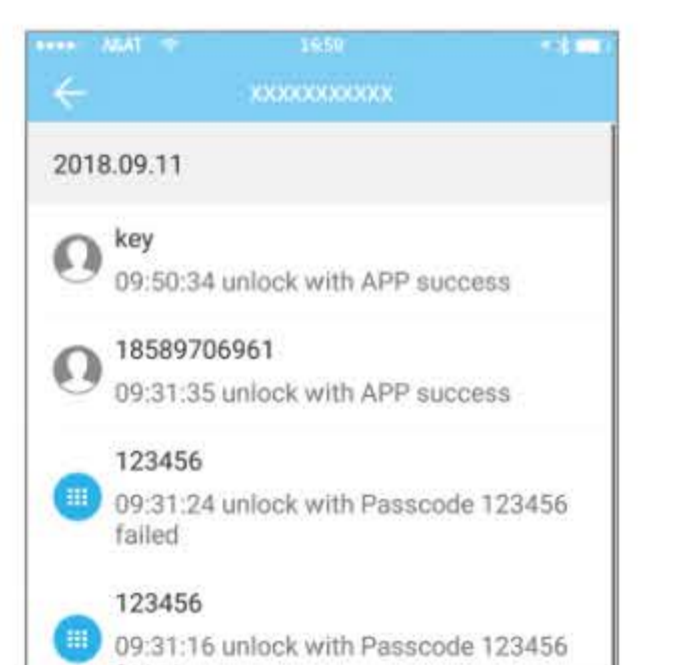 16:50
XXXXXXXXXXX
2018.09.11
key
09:50:34 unlock with APP success
18589706961
09:31:35 unlock with APP success
123456
09:31:24 unlock with Passcode 123456
failed
123456
09:31:16 unlock with Passcode 123456